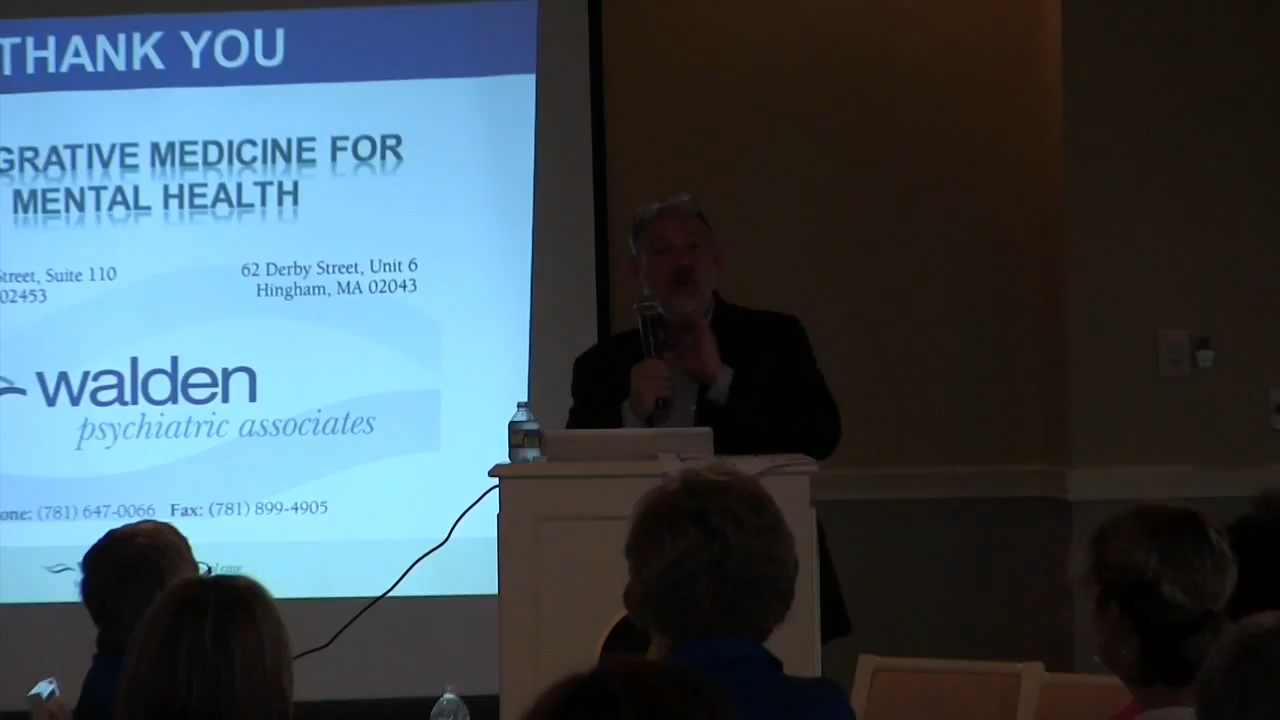 THANK YOU
GRATIVE MEDICINE FOR
MENTAL HEALTH
Street, Suite 110
02453
62 Derby Street, Unit 6
Hingham, MA 02043
walden
psychiatric associates
one: (781) 647-0066 Fax: (781) 899-4905